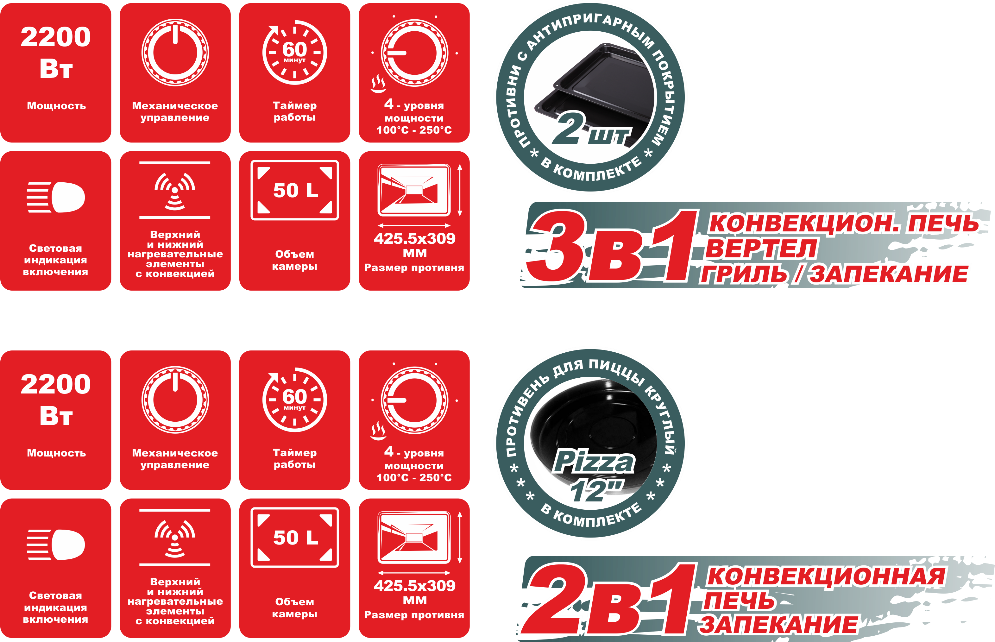 2200
Вт
Мощность
Механическое
управление
60
минут
Таймер
работы
4 - уровня
мощности
100°C - 250°C
Световая
индикация
включения
Верхний
и нижний
нагревательные
элементы
с конвекцией
50 L
Объем
камеры
425.5x309
ММ
Размер противня
ПРОТИВНИ С АНТИПРИГАРНЫМ ПОКРЫТИЕМ
2 шт
* В КОМПЛЕКТЕ *
3в1
КОНВЕКЦИОН. ПЕЧЬ
ВЕРТЕЛ
ГРИЛЬ / ЗАПЕКАНИЕ
2200
Вт
Мощность
Механическое
управление
60
минут
Таймер
работы
4 - уровня
мощности
100°C - 250°C
Световая
индикация
включения
Верхний
и нижний
нагревательные
элементы
с конвекцией
50 L
Объем
камеры
425.5x309
ММ
Размер противня
ПРОТИВЕНЬ ДЛЯ ПИЦЦЫ КРУГЛЫЙ
Pizza
12"
* * * В КОМПЛЕКТЕ * * *
2в1
КОНВЕКЦИОННАЯ
ПЕЧЬ
ЗАПЕКАНИЕ